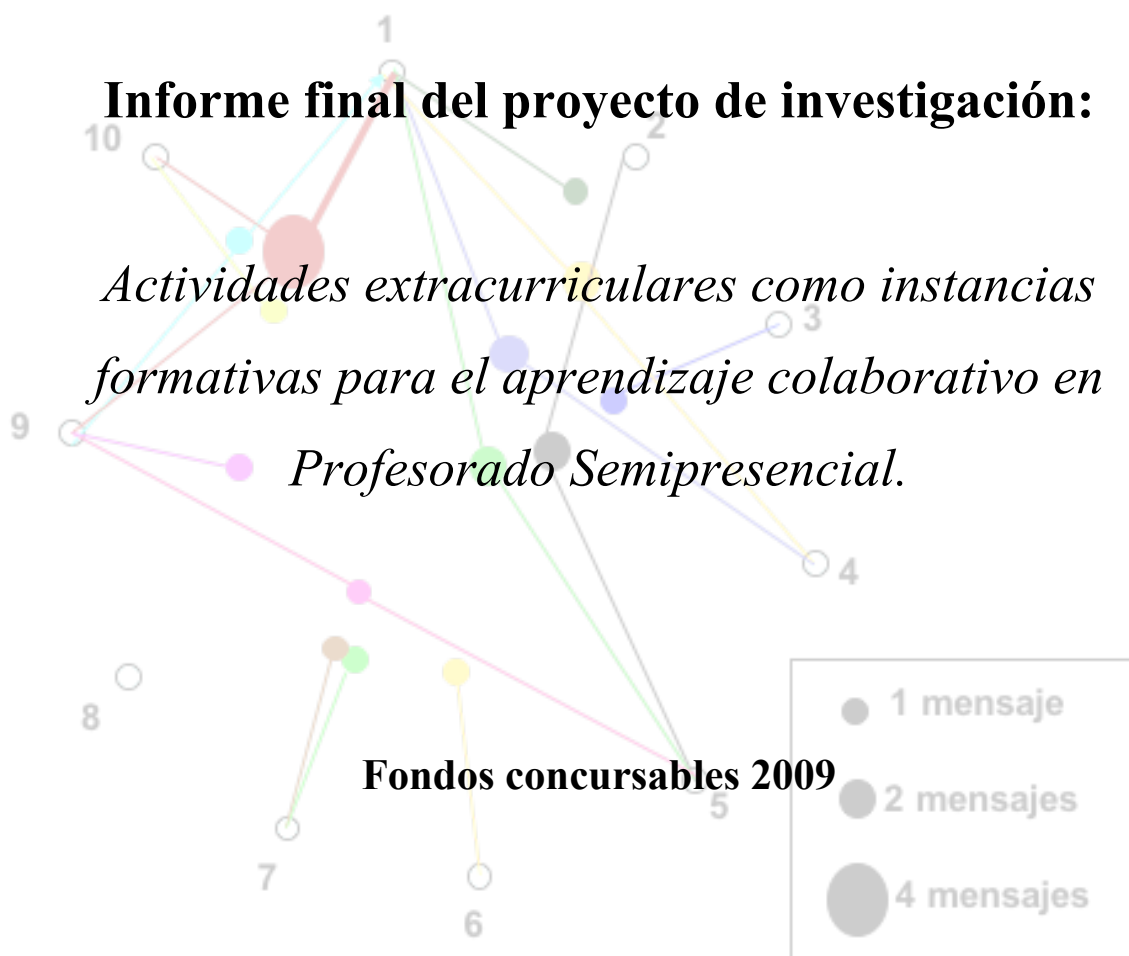 1
Informe final del proyecto de investigación:
10
2
Actividades extracurriculares como instancias
3
formativas para el aprendizaje colaborativo en
9
Profesorado Semipresencial.
4
1 mensaje
8
Fondos concursables 2009
2 mensajes
5
7
4 mensajes
6